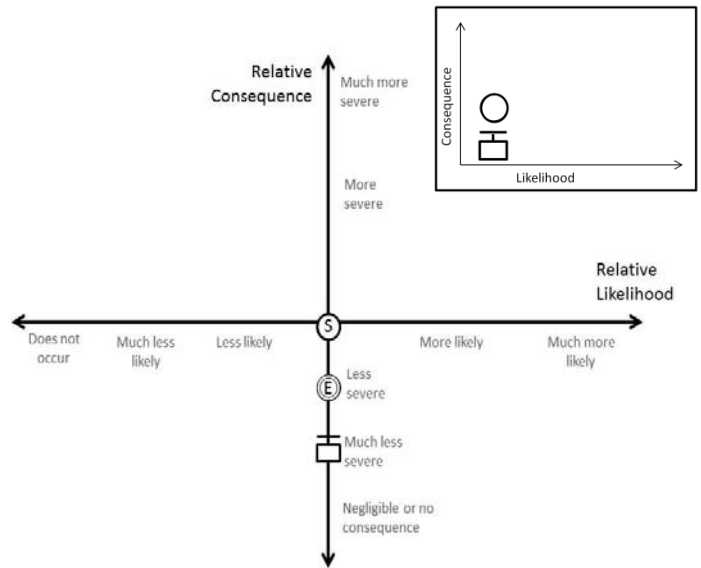 Relative
Consequence
Much more
severe
More
severe
Consequence
Likelihood
Relative
Likelihood
S
Does not
occur
Much less
likely
Less likely
More likely
Much more
likely
E
Less
severe
Much less
severe
Negligible or no
consequence